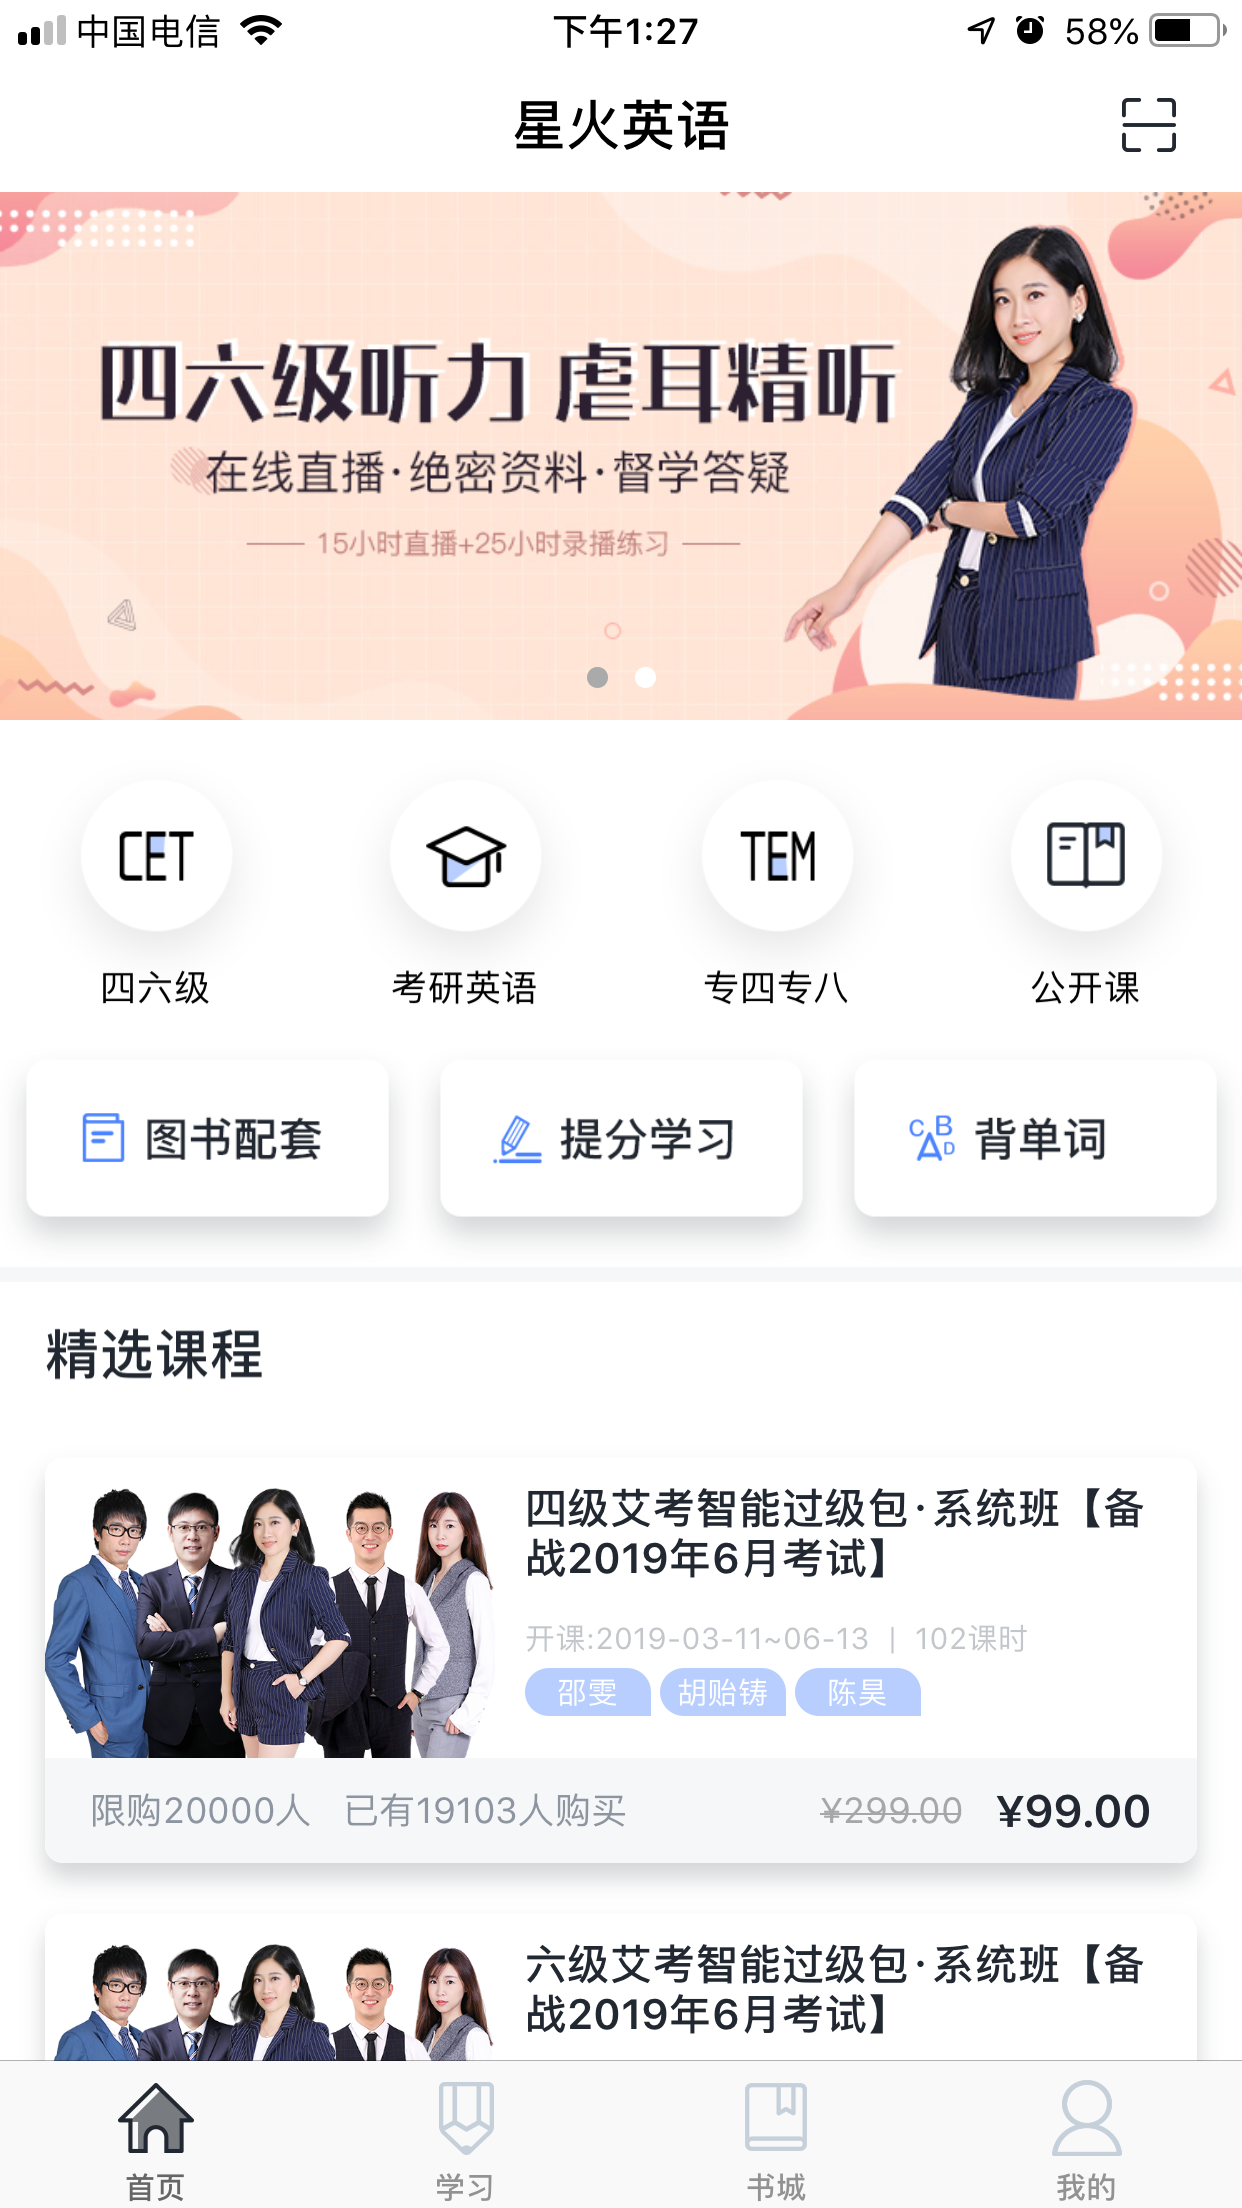 中国电信
下午1:27
58%
星火英语
四六级听力 虐耳精听
在线直播·绝密资料·督学答疑
15小时直播+25小时录播练习
CET
TEM
四六级
考研英语
专四专八
公开课
图书配套
提分学习
ABCD
背单词
精选课程
四级艾考智能过级包·系统班【备
战2019年6月考试】
开课:2019-03-11~06-13 | 102课时
邵雯 胡贻铸 陈昊
限购20000人 已有19103人购买 ¥299.00 ¥99.00
六级艾考智能过级包·系统班【备
战2019年6月考试】
首页
学习
书城
我的